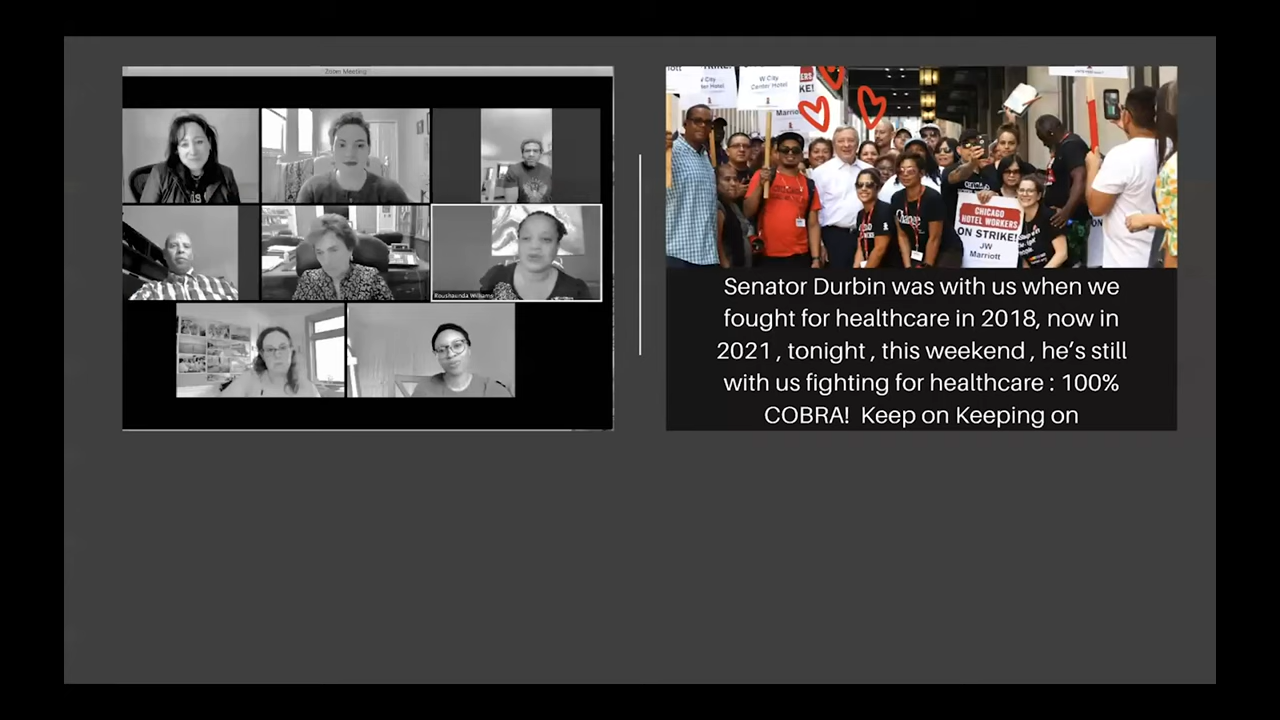 Zoom Meeting
Roushaunda Williams
W City
Center Hotel
CHICAGO
HOTEL WORKERS
ON STRIKE!
JW
Marriott
Senator Durbin was with us when we
fought for healthcare in 2018, now in
2021 , tonight , this weekend , he’s still
with us fighting for healthcare : 100%
COBRA! Keep on Keeping on